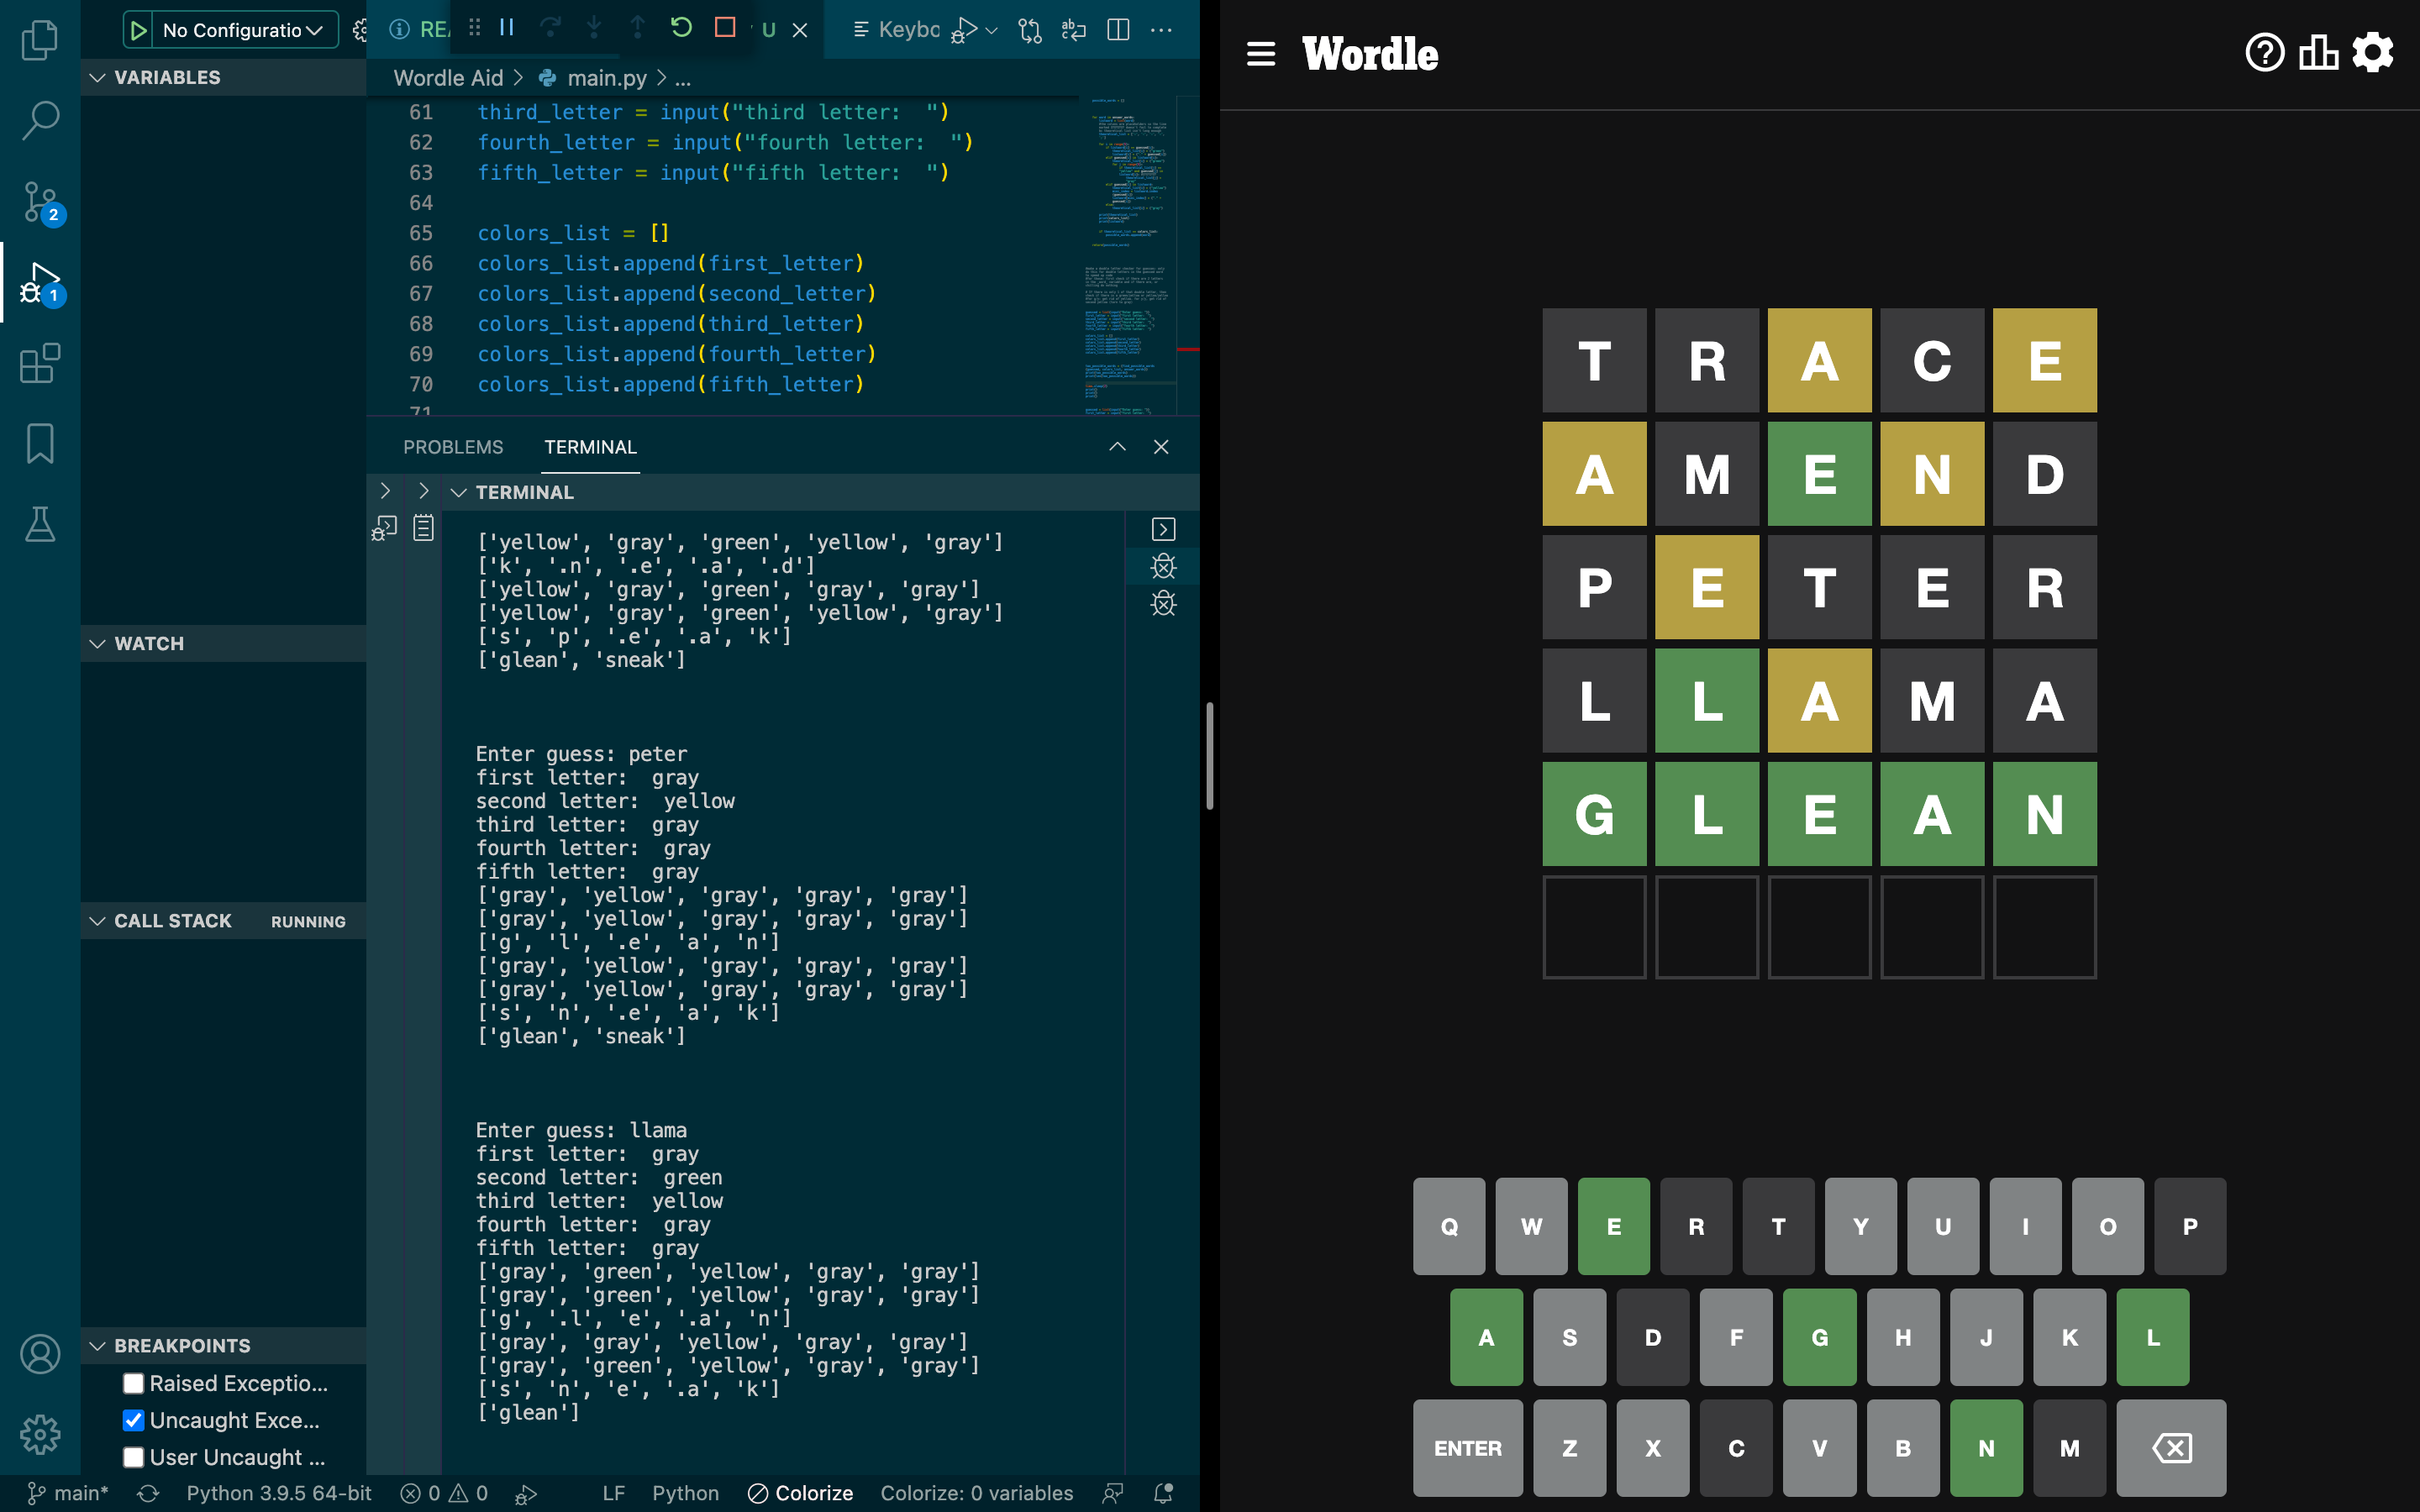 No Configuratio
VARIABLES
WATCH
CALL STACK RUNNING
BREAKPOINTS
Raised Exceptio...
Uncaught Exce...
User Uncaught ...
2
1
U
Wordle Aid > main.py > ...
61 third_letter = input("third letter:  ")
62 fourth_letter = input("fourth letter:  ")
63 fifth_letter = input("fifth letter:  ")
64
65 colors_list = []
66 colors_list.append(first_letter)
67 colors_list.append(second_letter)
68 colors_list.append(third_letter)
69 colors_list.append(fourth_letter)
70 colors_list.append(fifth_letter)
71
PROBLEMS TERMINAL
TERMINAL
['yellow', 'gray', 'green', 'yellow', 'gray']
['k', '.n', '.e', '.a', '.d']
['yellow', 'gray', 'green', 'gray', 'gray']
['yellow', 'gray', 'green', 'yellow', 'gray']
['s', 'p', '.e', '.a', 'k']
['glean', 'sneak']
Enter guess: peter
first letter:  gray
second letter:  yellow
third letter:  gray
fourth letter:  gray
fifth letter:  gray
['gray', 'yellow', 'gray', 'gray', 'gray']
['gray', 'yellow', 'gray', 'gray', 'gray']
['g', 'l', '.e', 'a', 'n']
['gray', 'yellow', 'gray', 'gray', 'gray']
['gray', 'yellow', 'gray', 'gray', 'gray']
['s', 'n', '.e', 'a', 'k']
['glean', 'sneak']
Enter guess: llama
first letter:  gray
second letter:  green
third letter:  yellow
fourth letter:  gray
fifth letter:  gray
['gray', 'green', 'yellow', 'gray', 'gray']
['gray', 'green', 'yellow', 'gray', 'gray']
['g', '.l', 'e', '.a', 'n']
['gray', 'gray', 'yellow', 'gray', 'gray']
['gray', 'green', 'yellow', 'gray', 'gray']
['s', 'n', 'e', '.a', 'k']
['glean']
main* Python 3.9.5 64-bit 0 0 LF Python Colorize Colorize: 0 variables
Wordle
T R A C E
A M E N D
P E T E R
L L A M A
G L E A N
Q W E R T Y U I O P
A S D F G H J K L
ENTER Z X C V B N M